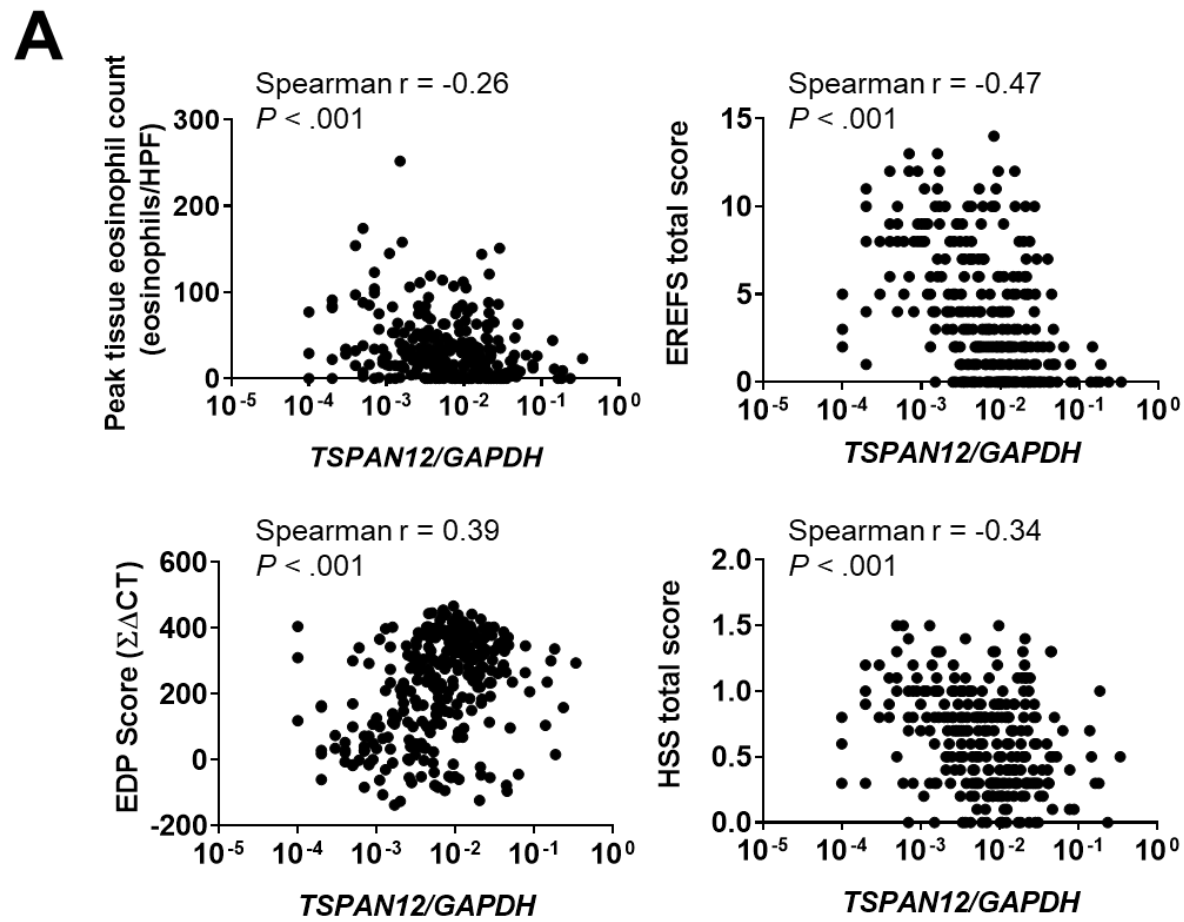 A
Spearman r = -0.26
P < .001
Peak tissue eosinophil count
(eosinophils/HPF)
300
200
100
0
10-5 10-4 10-3 10-2 10-1 100
TSPAN12/GAPDH
Spearman r = -0.47
P < .001
EREFS total score
15
10
5
0
10-5 10-4 10-3 10-2 10-1 100
TSPAN12/GAPDH
Spearman r = 0.39
P < .001
EDP Score (ΣΔCT)
600
400
200
0
-200
10-5 10-4 10-3 10-2 10-1 100
TSPAN12/GAPDH
Spearman r = -0.34
P < .001
HSS total score
2.0
1.5
1.0
0.5
0.0
10-5 10-4 10-3 10-2 10-1 100
TSPAN12/GAPDH